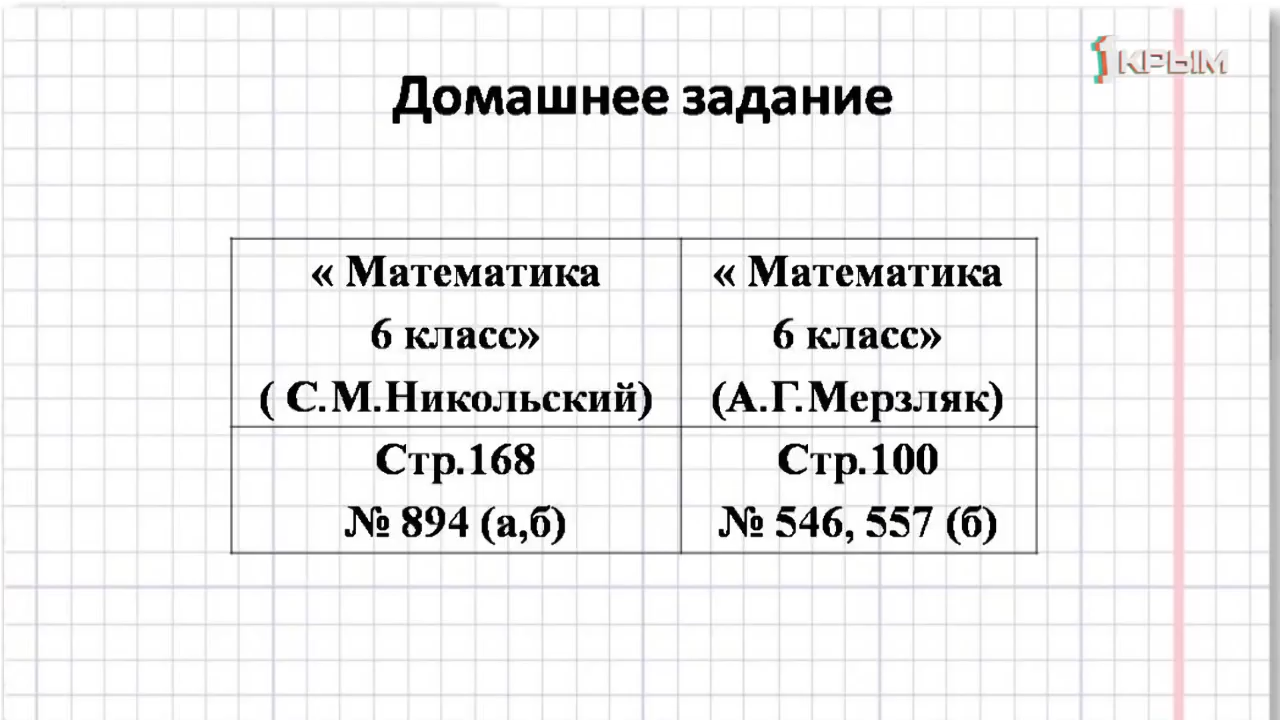 1 КРЫМ
Домашнее задание
« Математика
6 класс»
( С.М.Никольский)
« Математика
6 класс»
(А.Г.Мерзляк)
Стр.168
№ 894 (а,б)
Стр.100
№ 546, 557 (б)